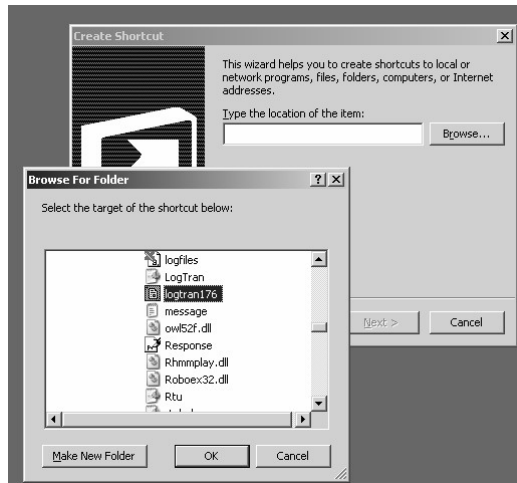 Create Shortcut
This wizard helps you to create shortcuts to local or
network programs, files, folders, computers, or Internet
addresses.
Type the location of the item:
Browse...
Browse For Folder
Select the target of the shortcut below:
logfiles
LogTran
logtran176
message
owl52f.dll
Response
Rhmmplay.dll
Roboex32.dll
Rtu
Next >
Cancel
Make New Folder
OK
Cancel